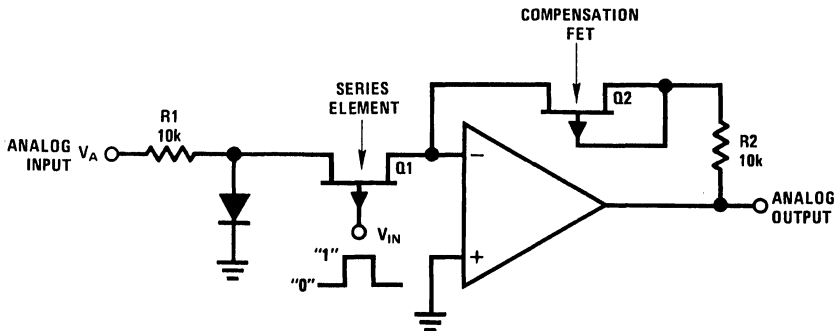 COMPENSATION
FET
SERIES
ELEMENT
Q2
R1
10k
R2
10k
ANALOG
INPUT
VA
Q1
−
ANALOG
OUTPUT
VIN
"1"
+
"0"